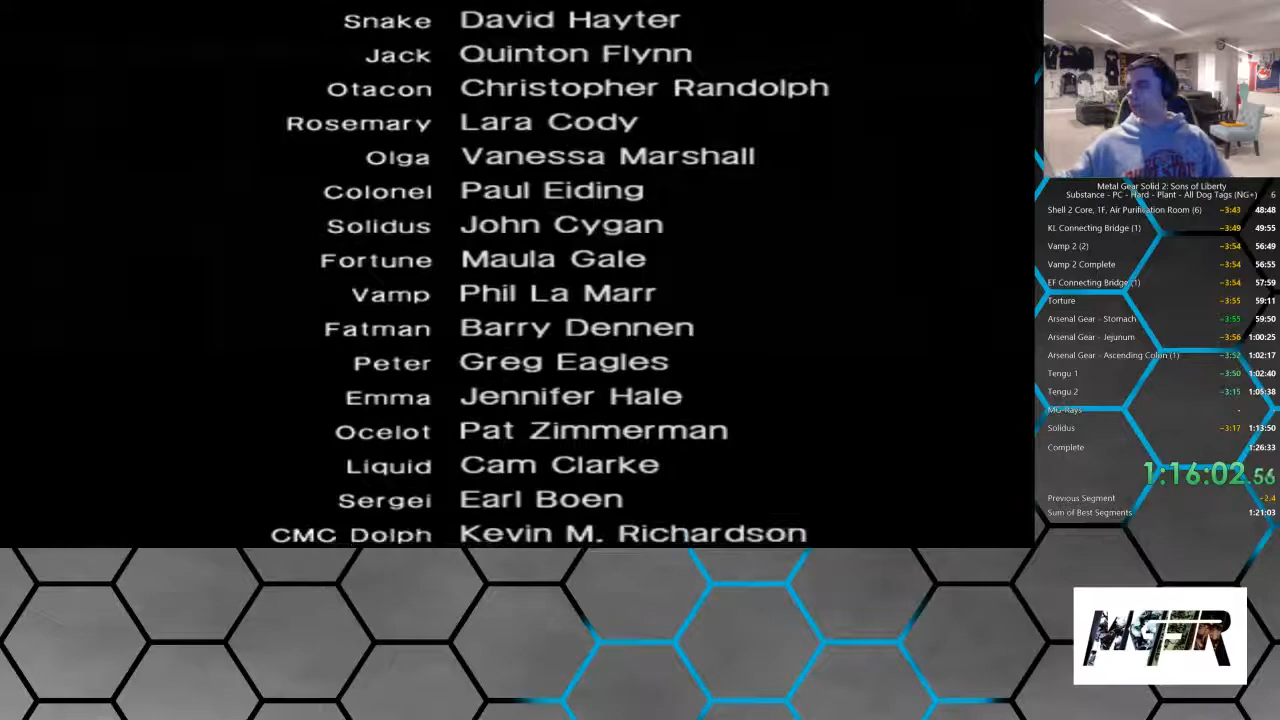 Snake David Hayter
Jack Quinton Flynn
Otacon Christopher Randolph
Rosemary Lara Cody
Olga Vanessa Marshall
Colonel Paul Eiding
Solidus John Cygan
Fortune Maula Gale
Vamp Phil La Marr
Fatman Barry Dennen
Peter Greg Eagles
Emma Jennifer Hale
Ocelot Pat Zimmerman
Liquid Cam Clarke
Sergei Earl Boen
CMC Dolph Kevin M. Richardson
Metal Gear Solid 2: Sons of Liberty
Substance - PC - Hard - Plant - All Dog Tags (NG+) 6
Shell 2 Core, 1F, Air Purification Room (6) −3:43 48:48
KL Connecting Bridge (1) −3:49 49:55
Vamp 2 (2) −3:54 56:49
Vamp 2 Complete −3:54 56:55
EF Connecting Bridge (1) −3:54 57:59
Torture −3:55 59:11
Arsenal Gear - Stomach −3:55 59:50
Arsenal Gear - Jejunum −3:56 1:00:25
Arsenal Gear - Ascending Colon (1) −3:52 1:02:17
Tengu 1 −3:50 1:02:40
Tengu 2 −3:15 1:05:38
MG-Rays -
Solidus −3:17 1:13:50
Complete 1:26:33
1:16:02.56
Previous Segment −2.4
Sum of Best Segments 1:21:03
MGSR